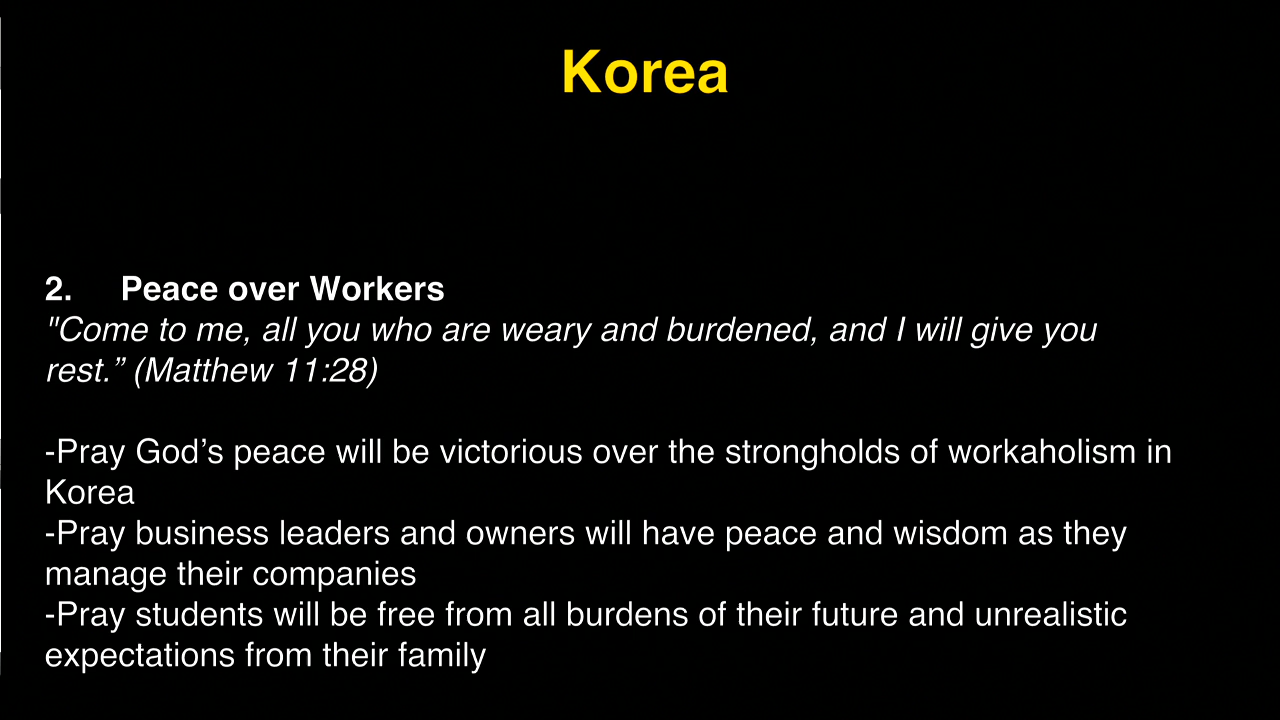 Korea
2. Peace over Workers
"Come to me, all you who are weary and burdened, and I will give you
rest.” (Matthew 11:28)
-Pray God’s peace will be victorious over the strongholds of workaholism in
Korea
-Pray business leaders and owners will have peace and wisdom as they
manage their companies
-Pray students will be free from all burdens of their future and unrealistic
expectations from their family